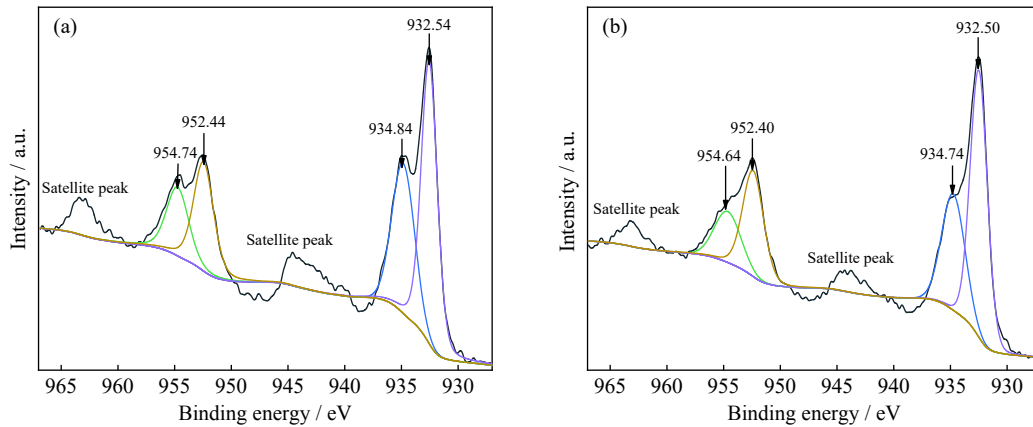 (a)
932.54
952.44
934.84
954.74
Satellite peak
Satellite peak
Intensity / a.u.
965 960 955 950 945 940 935 930
Binding energy / eV
(b)
932.50
952.40
934.74
954.64
Satellite peak
Satellite peak
Intensity / a.u.
965 960 955 950 945 940 935 930
Binding energy / eV